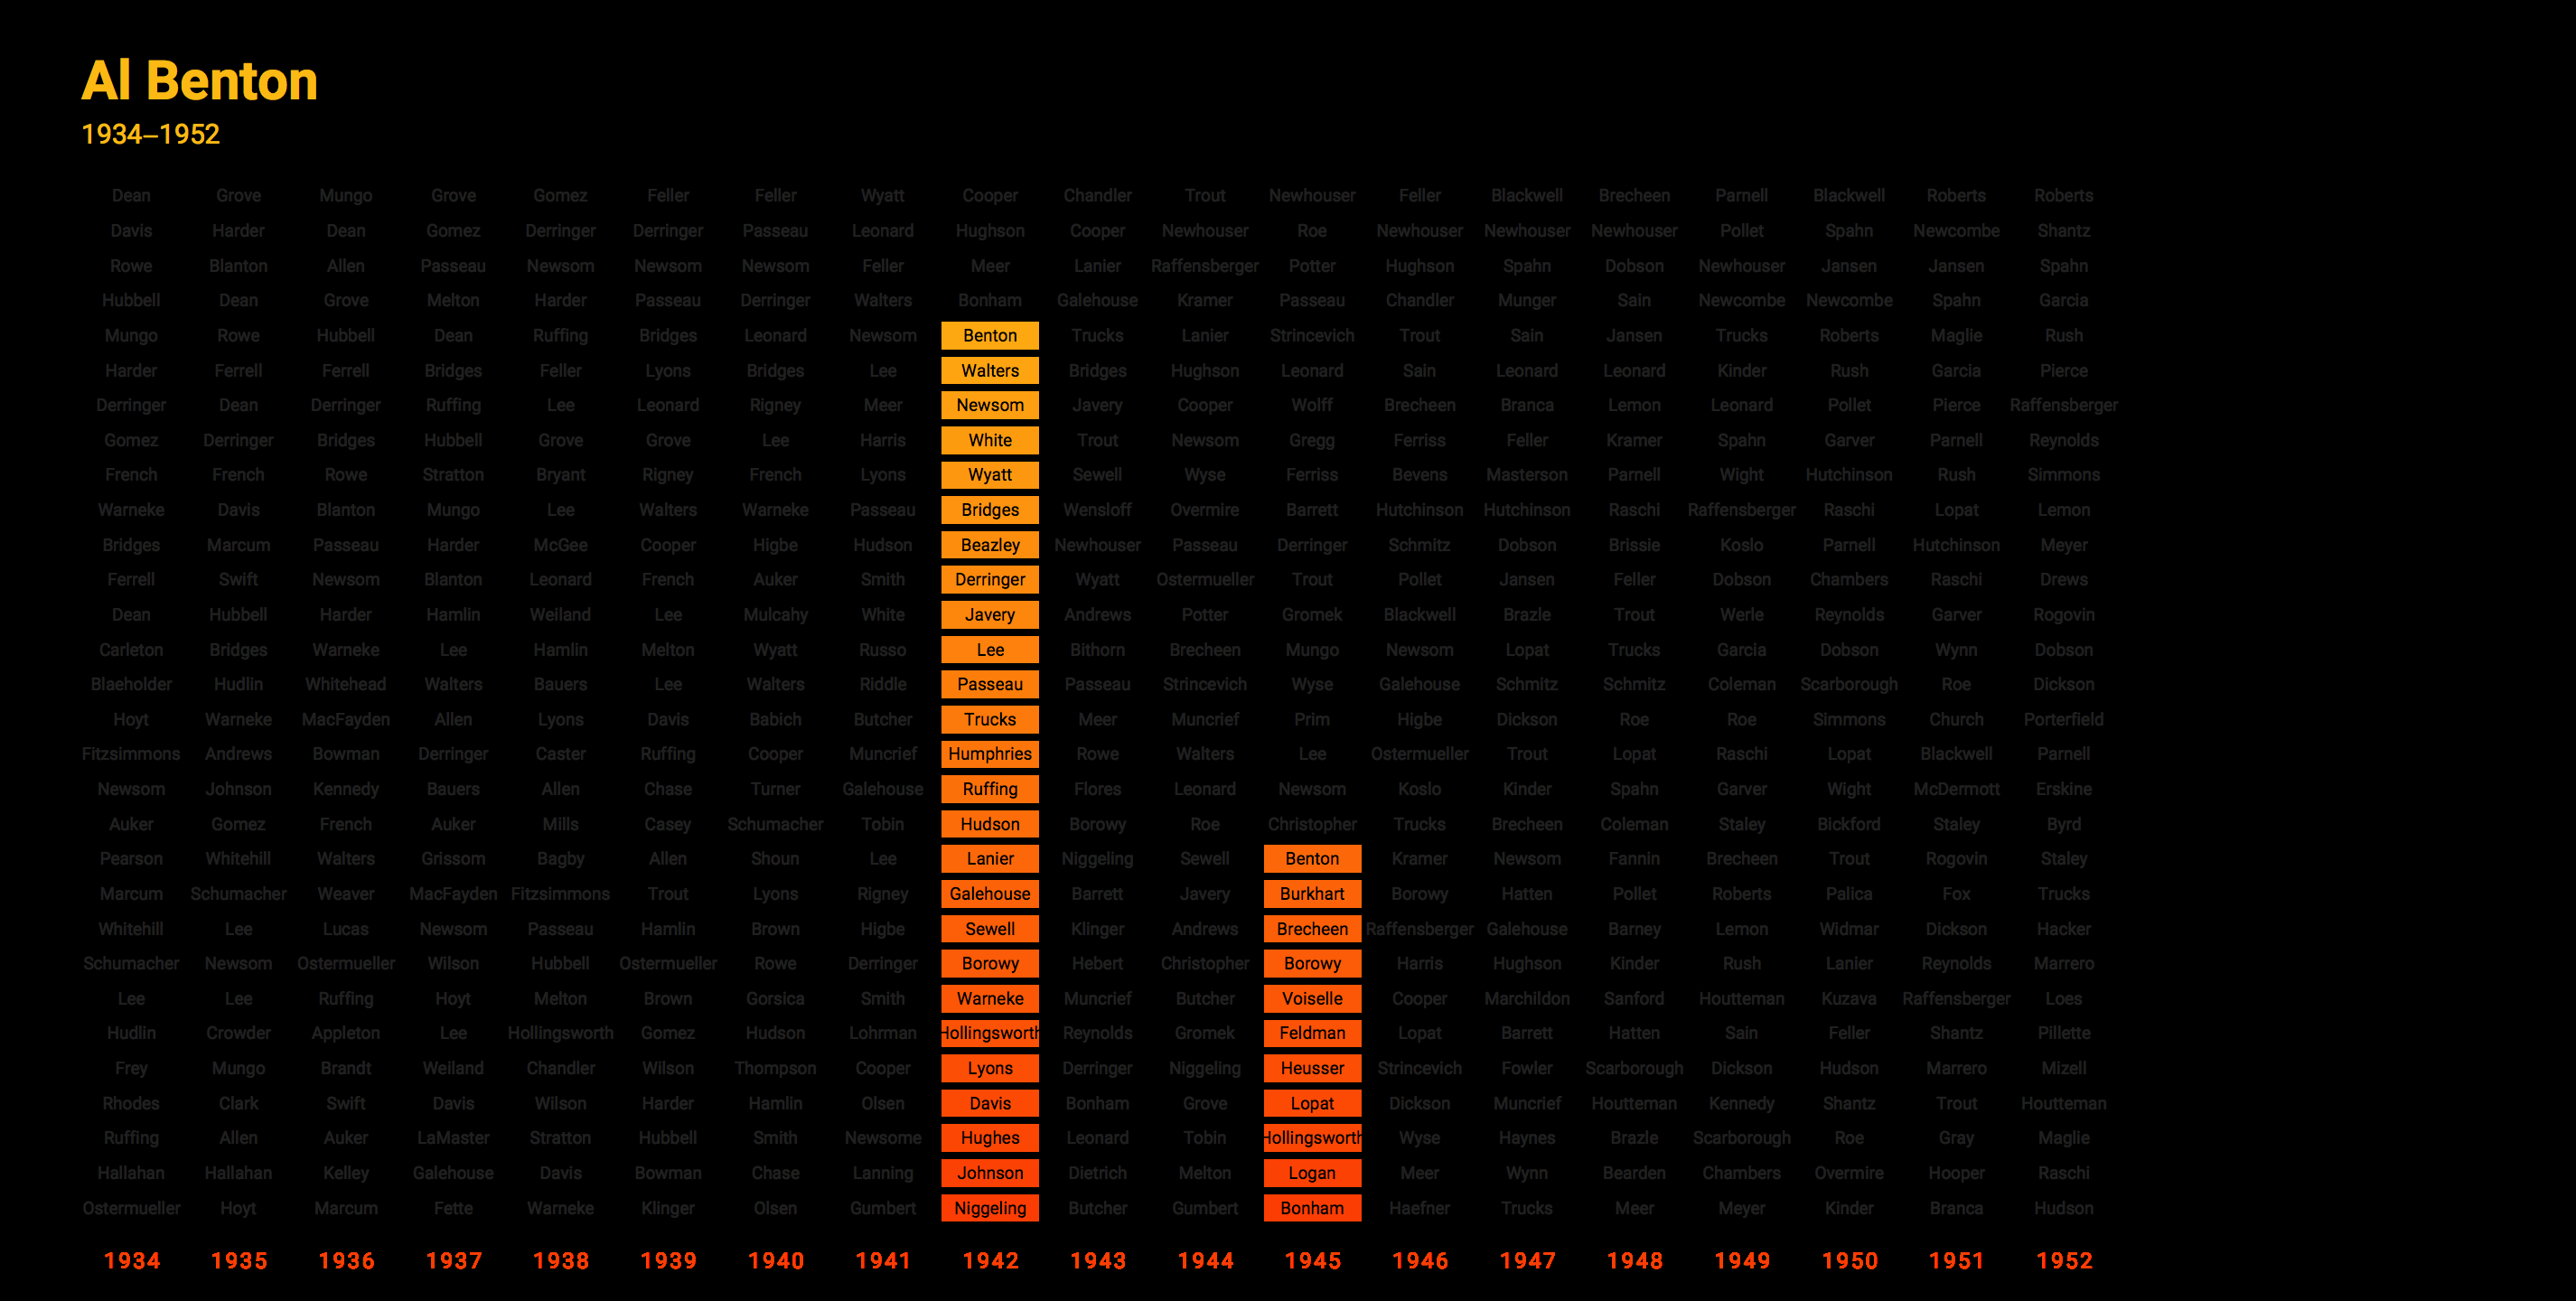 Al Benton
1934–1952
Dean Grove Mungo Grove Gomez Feller Feller Wyatt Cooper Chandler Trout Newhouser Feller Blackwell Brecheen Parnell Blackwell Roberts Roberts
Davis Harder Dean Gomez Derringer Derringer Passeau Leonard Hughson Cooper Newhouser Roe Newhouser Newhouser Newhouser Pollet Spahn Newcombe Shantz
Rowe Blanton Allen Passeau Newsom Newsom Newsom Feller Meer Lanier Raffensberger Potter Hughson Spahn Dobson Newhouser Jansen Jansen Spahn
Hubbell Dean Grove Melton Harder Passeau Derringer Walters Bonham Galehouse Kramer Passeau Chandler Munger Sain Newcombe Newcombe Spahn Garcia
Mungo Rowe Hubbell Dean Ruffing Bridges Leonard Newsom Benton Trucks Lanier Strincevich Trout Sain Jansen Trucks Roberts Maglie Rush
Harder Ferrell Ferrell Bridges Feller Lyons Bridges Lee Walters Bridges Hughson Leonard Sain Leonard Leonard Kinder Rush Garcia Pierce
Derringer Dean Derringer Ruffing Lee Leonard Rigney Meer Newsom Javery Cooper Wolff Brecheen Branca Lemon Leonard Pollet Pierce Raffensberger
Gomez Derringer Bridges Hubbell Grove Grove Lee Harris White Trout Newsom Gregg Ferriss Feller Kramer Spahn Garver Parnell Reynolds
French French Rowe Stratton Bryant Rigney French Lyons Wyatt Sewell Wyse Ferriss Bevens Masterson Parnell Wight Hutchinson Rush Simmons
Warneke Davis Blanton Mungo Lee Walters Warneke Passeau Bridges Wensloff Overmire Barrett Hutchinson Hutchinson Raschi Raffensberger Raschi Lopat Lemon
Bridges Marcum Passeau Harder McGee Cooper Higbe Hudson Beazley Newhouser Passeau Derringer Schmitz Dobson Brissie Koslo Parnell Hutchinson Meyer
Ferrell Swift Newsom Blanton Leonard French Auker Smith Derringer Wyatt Ostermueller Trout Pollet Jansen Feller Dobson Chambers Raschi Drews
Dean Hubbell Harder Hamlin Weiland Lee Mulcahy White Javery Andrews Potter Gromek Blackwell Brazle Trout Werle Reynolds Garver Rogovin
Carleton Bridges Warneke Lee Hamlin Melton Wyatt Russo Lee Bithorn Brecheen Mungo Newsom Lopat Trucks Garcia Dobson Wynn Dobson
Blaeholder Hudlin Whitehead Walters Bauers Lee Walters Riddle Passeau Passeau Strincevich Wyse Galehouse Schmitz Schmitz Coleman Scarborough Roe Dickson
Hoyt Warneke MacFayden Allen Lyons Davis Babich Butcher Trucks Meer Muncrief Prim Higbe Dickson Roe Roe Simmons Church Porterfield
Fitzsimmons Andrews Bowman Derringer Caster Ruffing Cooper Muncrief Humphries Rowe Walters Lee Ostermueller Trout Lopat Raschi Lopat Blackwell Parnell
Newsom Johnson Kennedy Bauers Allen Chase Turner Galehouse Ruffing Flores Leonard Newsom Koslo Kinder Spahn Garver Wight McDermott Erskine
Auker Gomez French Auker Mills Casey Schumacher Tobin Hudson Borowy Roe Christopher Trucks Brecheen Coleman Staley Bickford Staley Byrd
Pearson Whitehill Walters Grissom Bagby Allen Shoun Lee Lanier Niggeling Sewell Benton Kramer Newsom Fannin Brecheen Trout Rogovin Staley
Marcum Schumacher Weaver MacFayden Fitzsimmons Trout Lyons Rigney Galehouse Barrett Javery Burkhart Borowy Hatten Pollet Roberts Palica Fox Trucks
Whitehill Lee Lucas Newsom Passeau Hamlin Brown Higbe Sewell Klinger Andrews Brecheen Raffensberger Galehouse Barney Lemon Widmar Dickson Hacker
Schumacher Newsom Ostermueller Wilson Hubbell Ostermueller Rowe Derringer Borowy Hebert Christopher Borowy Harris Hughson Kinder Rush Lanier Reynolds Marrero
Lee Lee Ruffing Hoyt Melton Brown Gorsica Smith Warneke Muncrief Butcher Voiselle Cooper Marchildon Sanford Houtteman Kuzava Raffensberger Loes
Hudlin Crowder Appleton Lee Hollingsworth Gomez Hudson Lohrman Hollingsworth Reynolds Gromek Feldman Lopat Barrett Hatten Sain Feller Shantz Pillette
Frey Mungo Brandt Weiland Chandler Wilson Thompson Cooper Lyons Derringer Niggeling Heusser Strincevich Fowler Scarborough Dickson Hudson Marrero Mizell
Rhodes Clark Swift Davis Wilson Harder Hamlin Olsen Davis Bonham Grove Lopat Dickson Muncrief Houtteman Kennedy Shantz Trout Houtteman
Ruffing Allen Auker LaMaster Stratton Hubbell Smith Newsome Hughes Leonard Tobin Hollingsworth Wyse Haynes Brazle Scarborough Roe Gray Maglie
Hallahan Hallahan Kelley Galehouse Davis Bowman Chase Lanning Johnson Dietrich Melton Logan Meer Wynn Bearden Chambers Overmire Hooper Raschi
Ostermueller Hoyt Marcum Fette Warneke Klinger Olsen Gumbert Niggeling Butcher Gumbert Bonham Haefner Trucks Meer Meyer Kinder Branca Hudson
1934 1935 1936 1937 1938 1939 1940 1941 1942 1943 1944 1945 1946 1947 1948 1949 1950 1951 1952